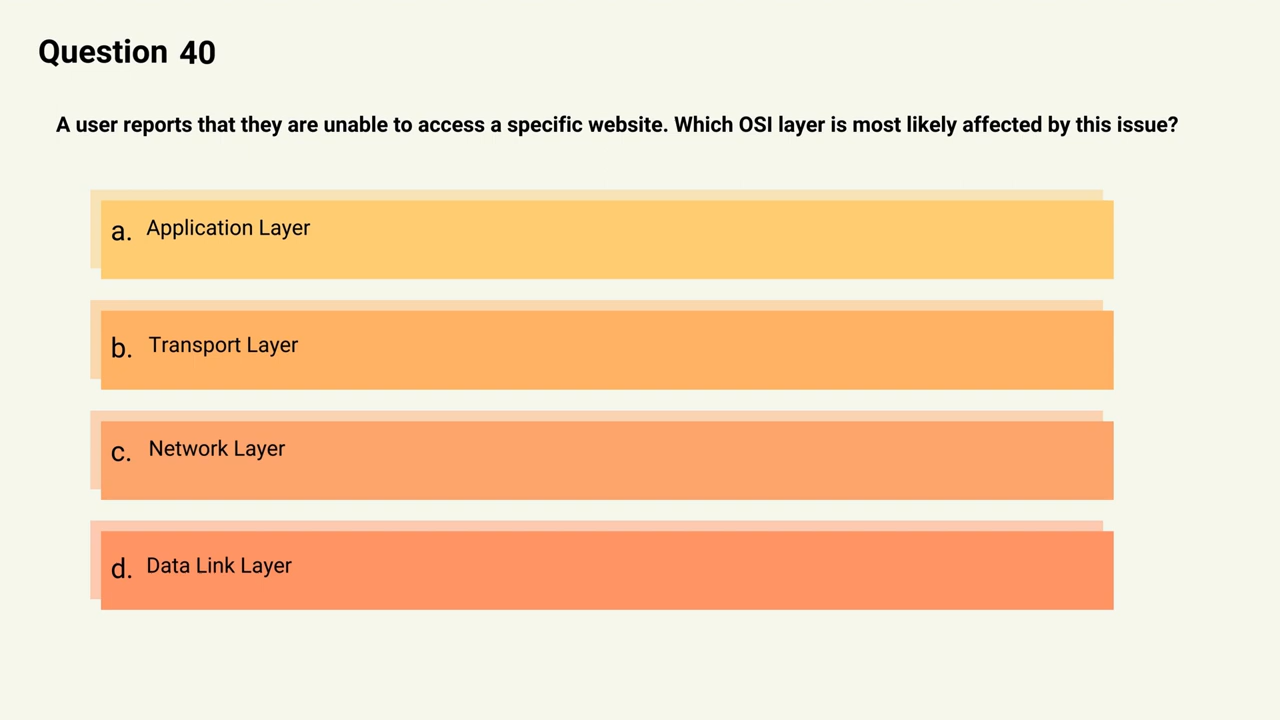 Question 40
A user reports that they are unable to access a specific website. Which OSI layer is most likely affected by this issue?
a. Application Layer
b. Transport Layer
c. Network Layer
d. Data Link Layer